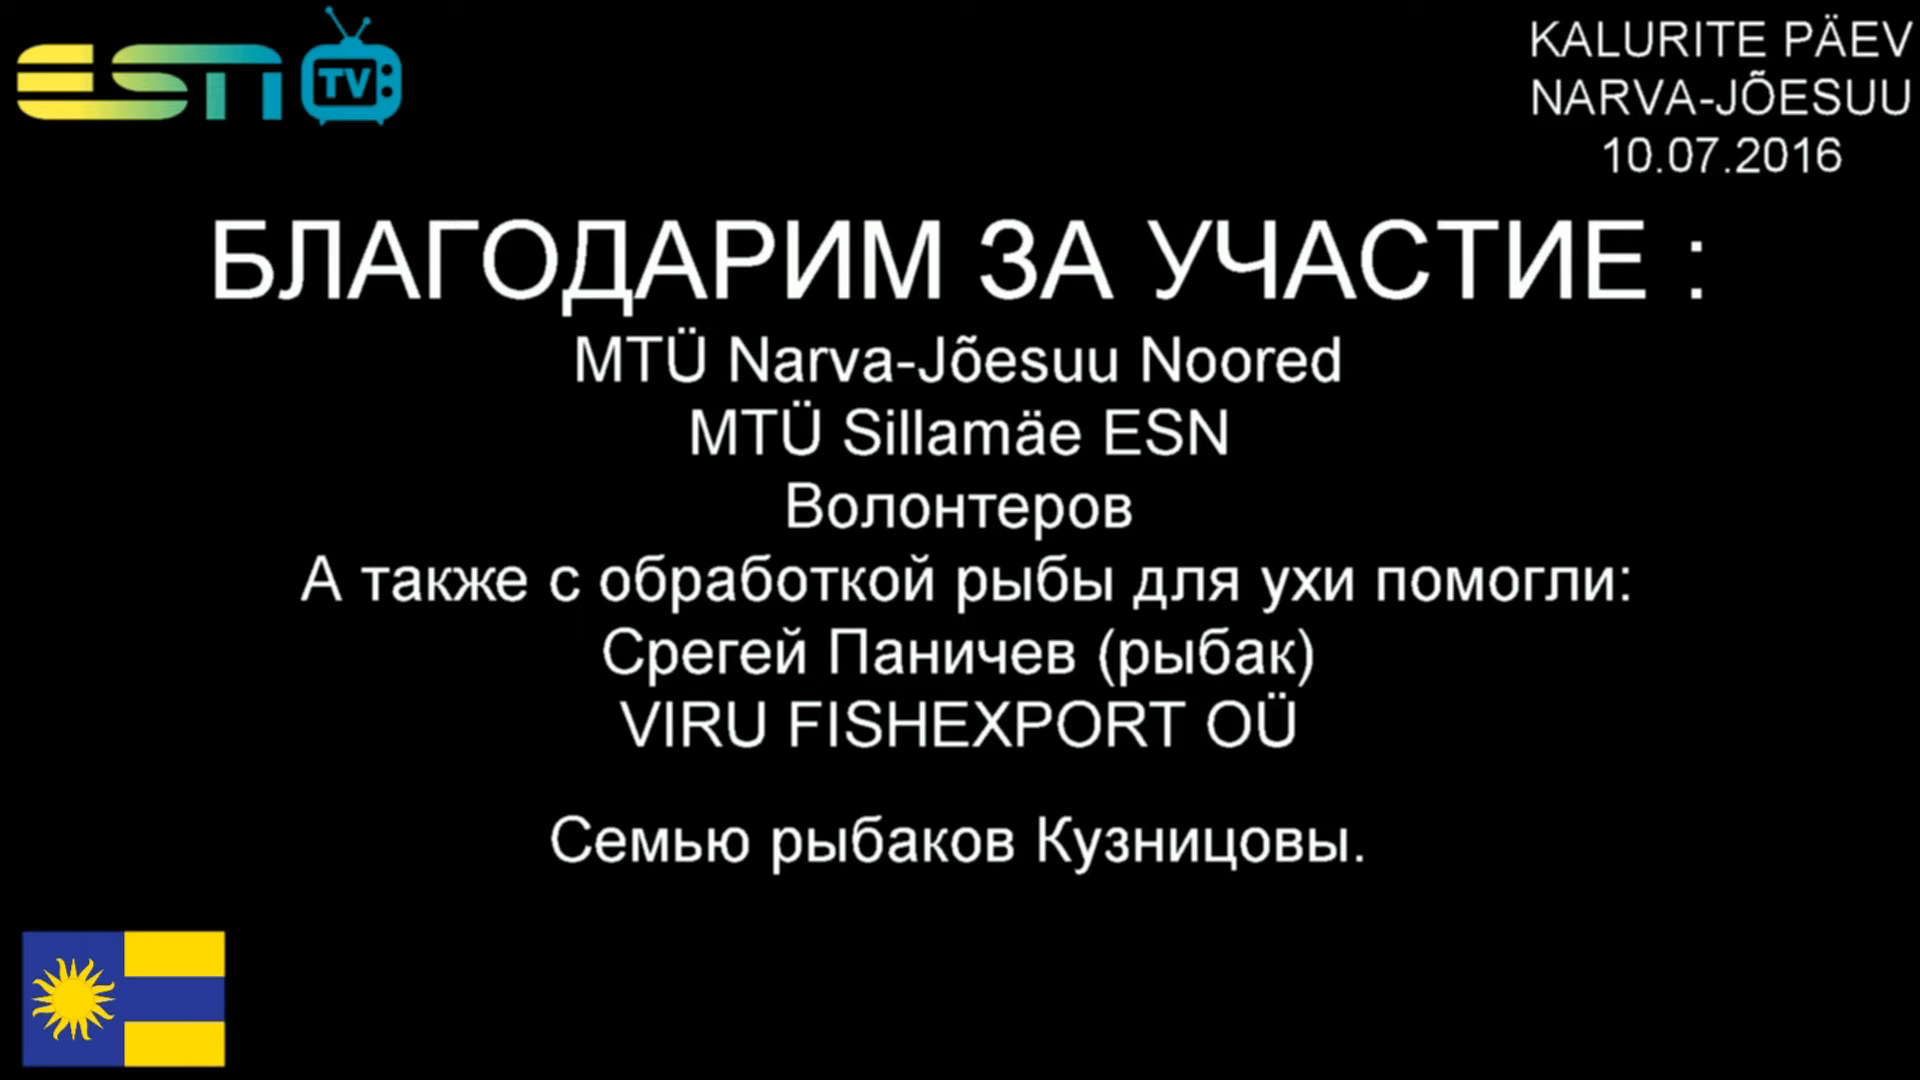 ESN TV
KALURITE PÄEV
NARVA-JÕESUU
10.07.2016
БЛАГОДАРИМ ЗА УЧАСТИЕ :
MTÜ Narva-Jõesuu Noored
MTÜ Sillamäe ESN
Волонтеров
А также с обработкой рыбы для ухи помогли:
Срегей Паничев (рыбак)
VIRU FISHEXPORT OÜ
Семью рыбаков Кузницовы.